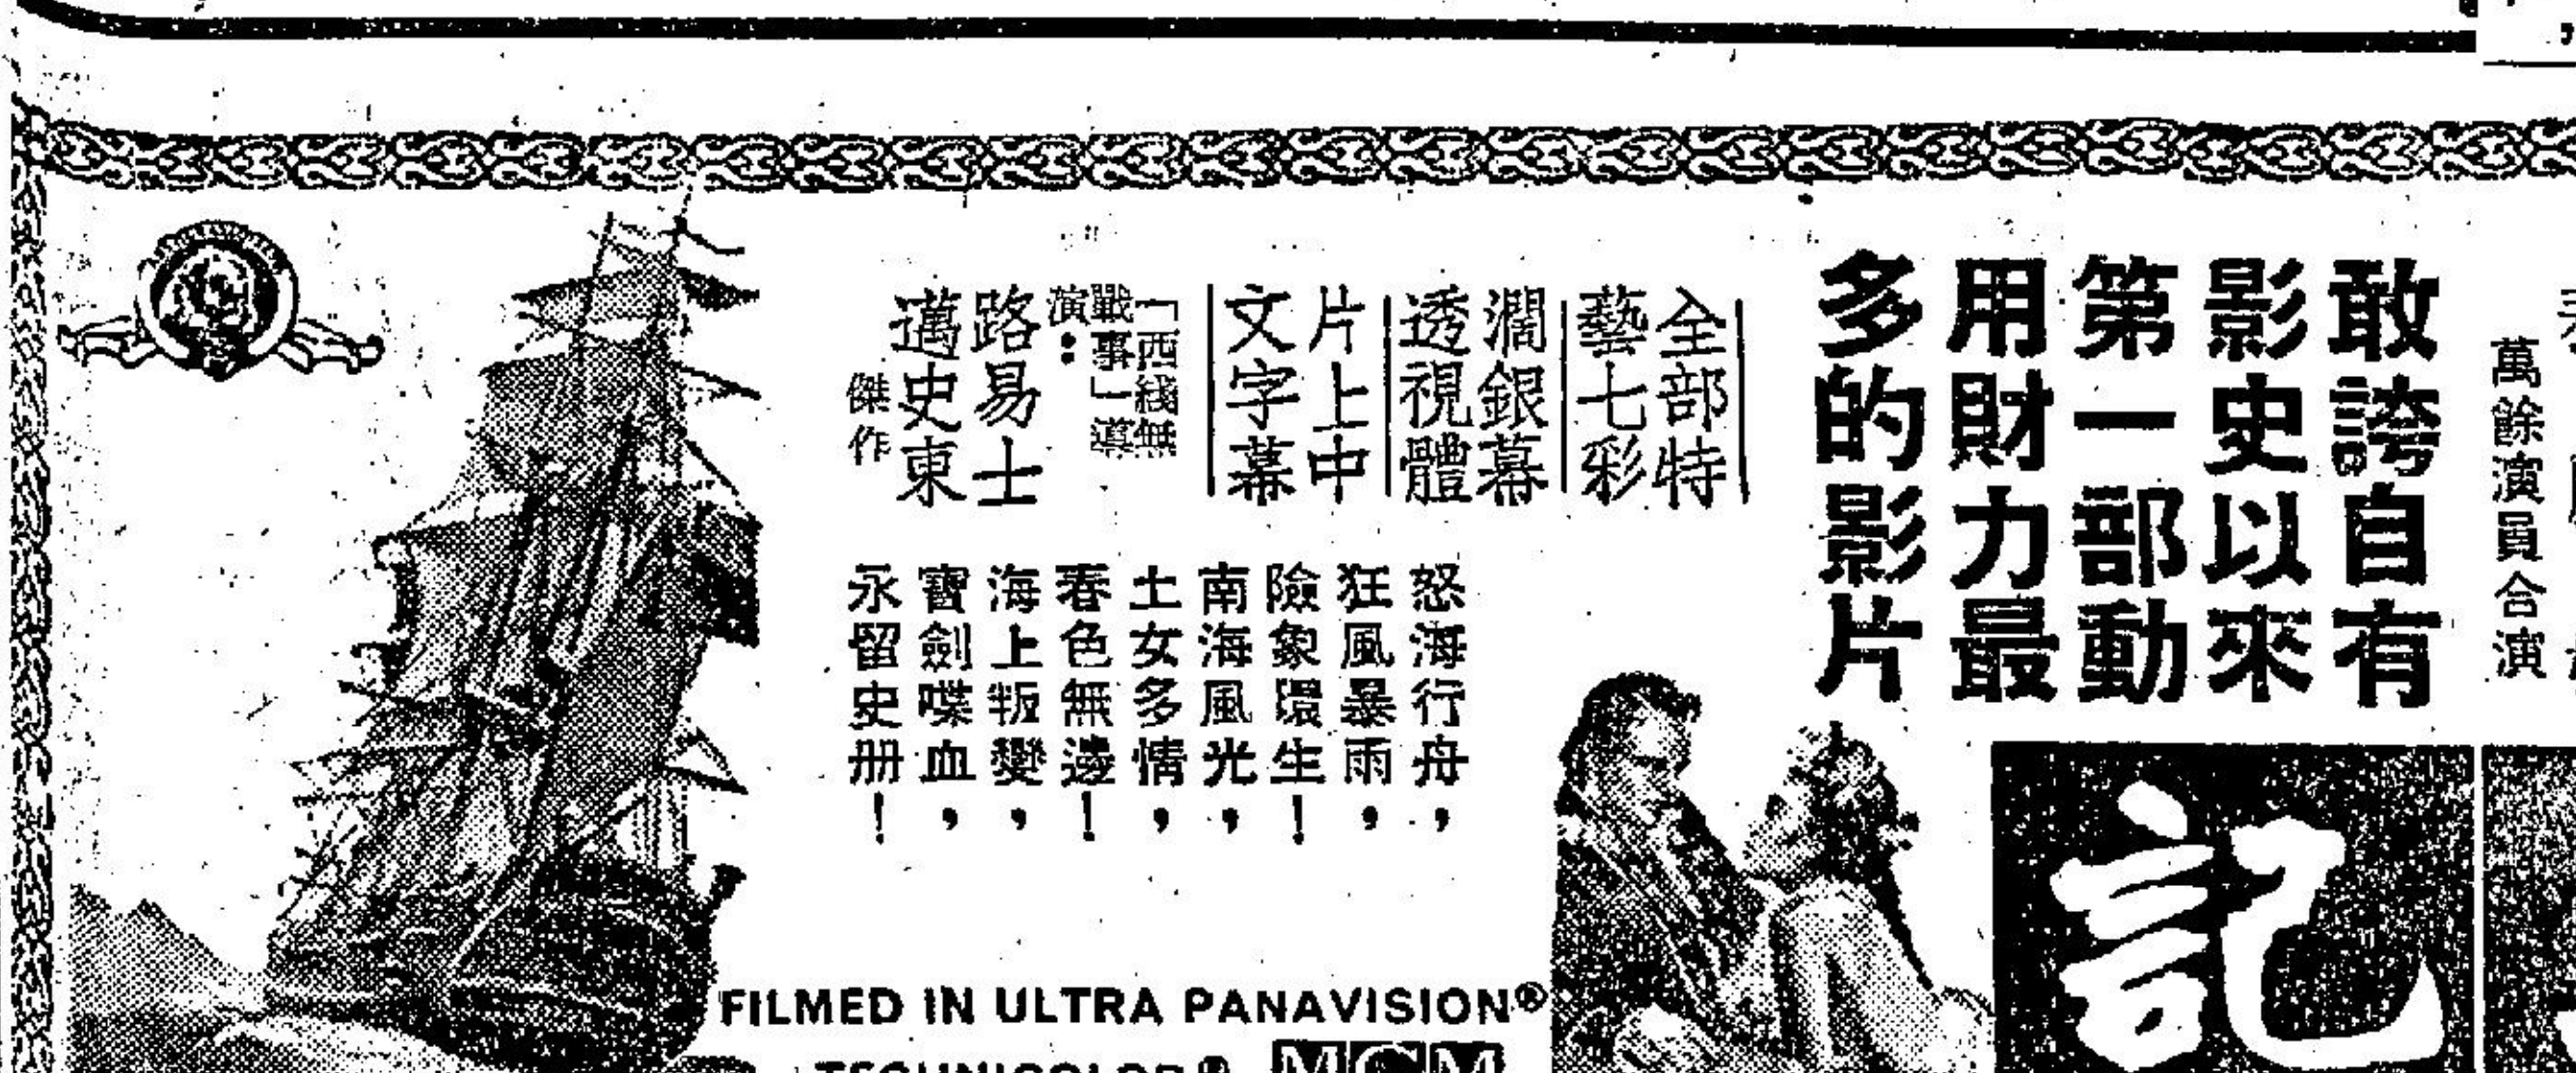 萬餘演員合演
敢誇自有
影史以來
第一部動
用財力最
多的影片
全部特
藝七彩
濶銀幕
透視體
片上中
文字幕
「西綫無
戰事」導
演：
路易士
邁史東
傑作
怒海行舟，
狂風暴雨，
險象環生！
南海風光，
土女多情，
春色無邊！
海上叛變，
寶劍喋血，
永留史册！
記
FILMED IN ULTRA PANAVISION®
TECHNICOLOR® MGM